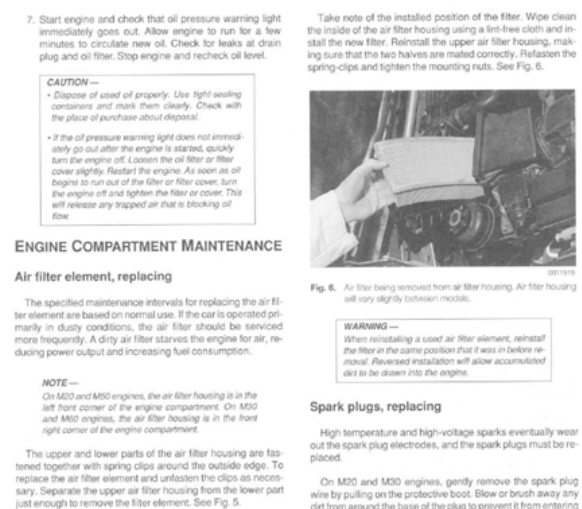 7. Start engine and check that oil pressure warning light
immediately goes out. Allow engine to run for a few
minutes to circulate new oil. Check for leaks at drain
plug and oil filter. Stop engine and recheck oil level.
CAUTION —
• Dispose of used oil properly. Use tight-sealing
containers and mark them clearly. Check with
the place of purchase about disposal.
• If the oil pressure warning light does not immedi-
ately go out after the engine is started, quickly
turn the engine off. Loosen the oil filter or filter
cover slightly. Restart the engine. As soon as oil
begins to run out of the filter or filter cover, turn
the engine off and tighten the filter or cover. This
will release any trapped air that is blocking oil
flow.
ENGINE COMPARTMENT MAINTENANCE
Air filter element, replacing
The specified maintenance intervals for replacing the air fil-
ter element are based on normal use. If the car is operated pri-
marily in dusty conditions, the air filter should be serviced
more frequently. A dirty air filter starves the engine for air, re-
ducing power output and increasing fuel consumption.
NOTE —
On M20 and M50 engines, the air filter housing is in the
left front corner of the engine compartment. On M30
and M60 engines, the air filter housing is in the front
right corner of the engine compartment.
The upper and lower parts of the air filter housing are fas-
tened together with spring clips around the outside edge. To
replace the air filter element and unfasten the clips as neces-
sary. Separate the upper air filter housing from the lower part
just enough to remove the filter element. See Fig. 5.
Take note of the installed position of the filter. Wipe clean
the inside of the air filter housing using a lint-free cloth and in-
stall the new filter. Reinstall the upper air filter housing, mak-
ing sure that the two halves are mated correctly. Refasten the
spring-clips and tighten the mounting nuts. See Fig. 6.
Fig. 6. Air filter being removed from air filter housing. Air filter housing
will vary slightly between models.
WARNING —
When reinstalling a used air filter element, reinstall
the filter in the same position that it was in before re-
moval. Reversed installation will allow accumulated
dirt to be drawn into the engine.
Spark plugs, replacing
High temperature and high-voltage sparks eventually wear
out the spark plug electrodes, and the spark plugs must be re-
placed.
On M20 and M30 engines, gently remove the spark plug
wire by pulling on the protective boot. Blow or brush away any
dirt from around the base of the plug to prevent it from entering